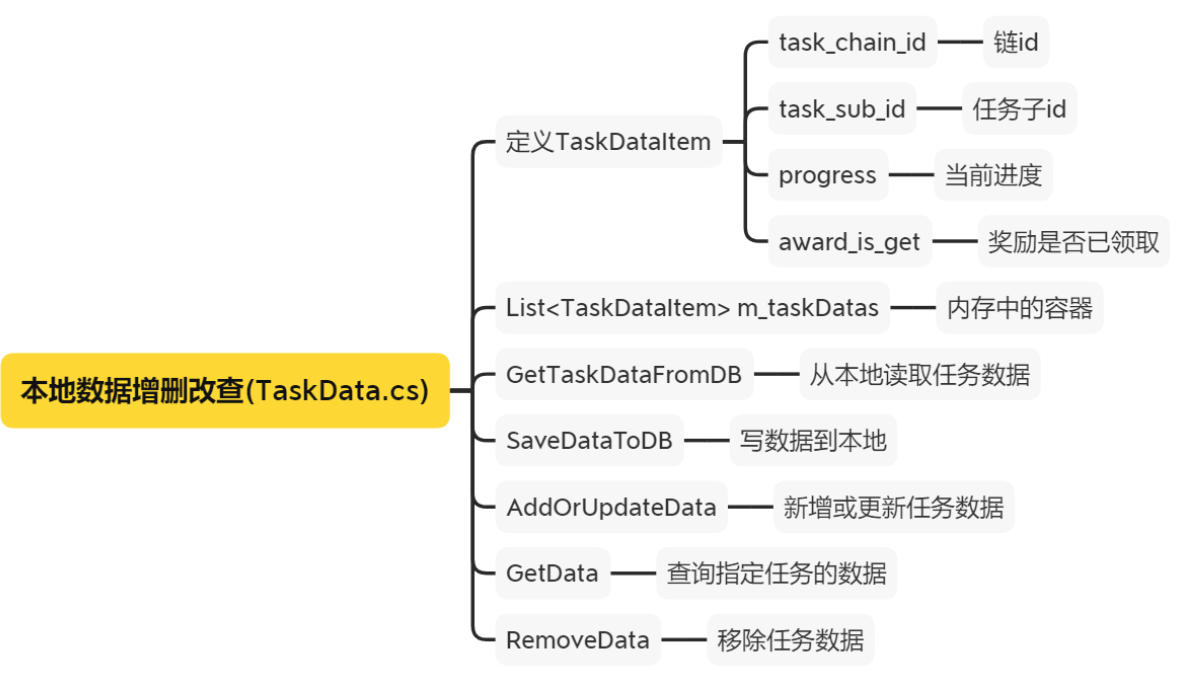 task_chain_id 链id
task_sub_id 任务子id
定义TaskDataItem
progress 当前进度
award_is_get 奖励是否已领取
List<TaskDataItem> m_taskDatas 内存中的容器
GetTaskDataFromDB 从本地读取任务数据
本地数据增删改查(TaskData.cs)
SaveDataToDB 写数据到本地
AddOrUpdateData 新增或更新任务数据
GetData 查询指定任务的数据
RemoveData 移除任务数据